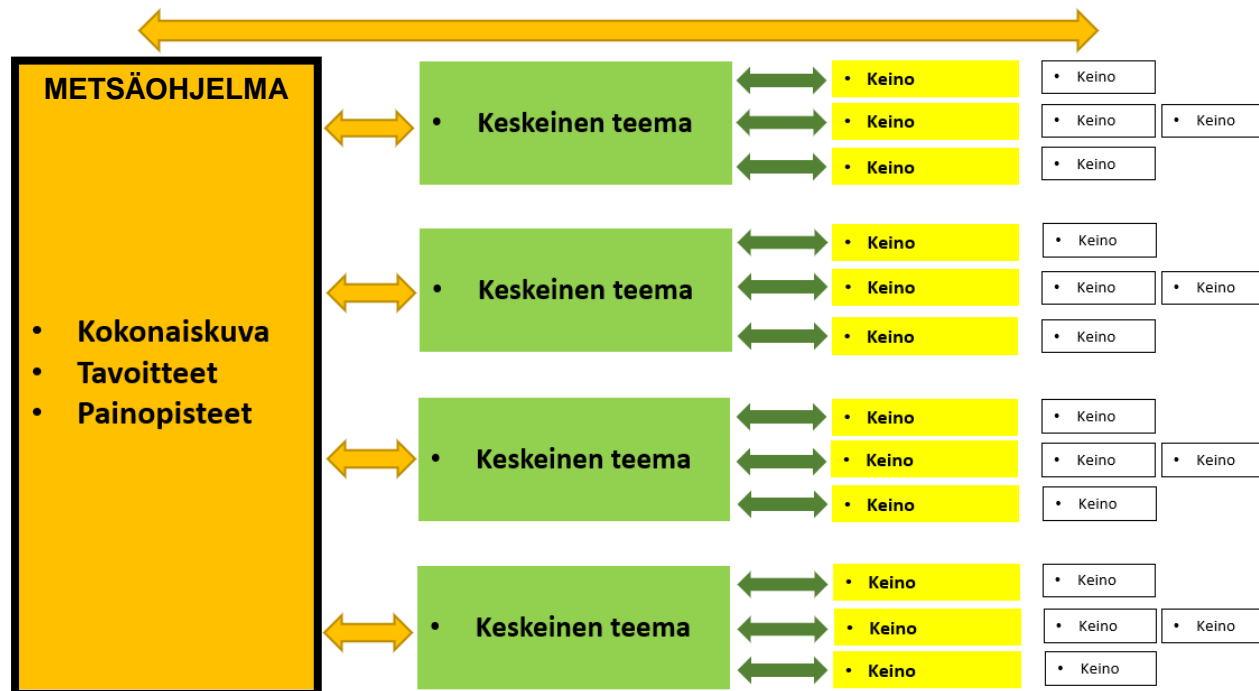 METSÄOHJELMA
• Kokonaiskuva
• Tavoitteet
• Painopisteet
• Keskeinen teema
• Keino
• Keino
• Keino
• Keino
• Keino
• Keino
• Keino
• Keskeinen teema
• Keino
• Keino
• Keino
• Keino
• Keino
• Keino
• Keino
• Keskeinen teema
• Keino
• Keino
• Keino
• Keino
• Keino
• Keino
• Keino
• Keskeinen teema
• Keino
• Keino
• Keino
• Keino
• Keino
• Keino
• Keino